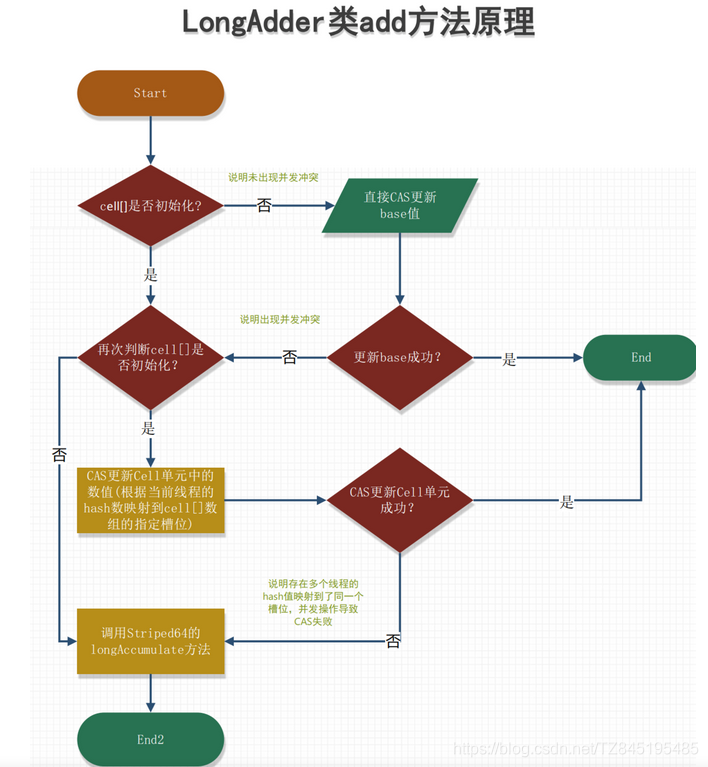 LongAdder类add方法原理
Start
说明未出现并发冲突
cell[]是否初始化?
否
直接CAS更新
base值
是
说明出现并发冲突
再次判断cell[]是
否初始化?
否
更新base成功?
是
End
是
否
CAS更新Cell单元中的
数值(根据当前线程的
hash数映射到cell[]数
组的指定槽位)
CAS更新Cell单元
成功?
是
说明存在多个线程的
hash值映射到了同一个
槽位，并发操作导致
CAS失败
调用Striped64的
longAccumulate方法
否
End2
https://blog.csdn.net/TZ845195485